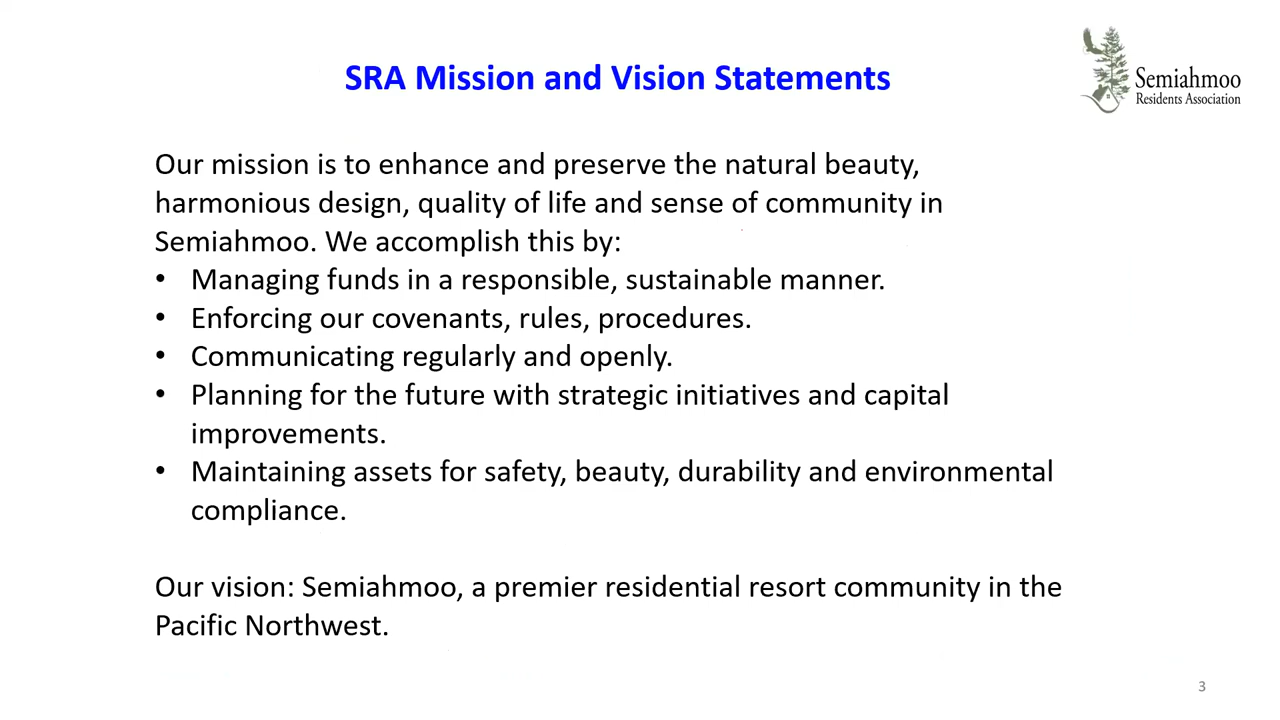 SRA Mission and Vision Statements
Semiahmoo
Residents Association
Our mission is to enhance and preserve the natural beauty,
harmonious design, quality of life and sense of community in
Semiahmoo. We accomplish this by:
• Managing funds in a responsible, sustainable manner.
• Enforcing our covenants, rules, procedures.
• Communicating regularly and openly.
• Planning for the future with strategic initiatives and capital
improvements.
• Maintaining assets for safety, beauty, durability and environmental
compliance.
Our vision: Semiahmoo, a premier residential resort community in the
Pacific Northwest.
3